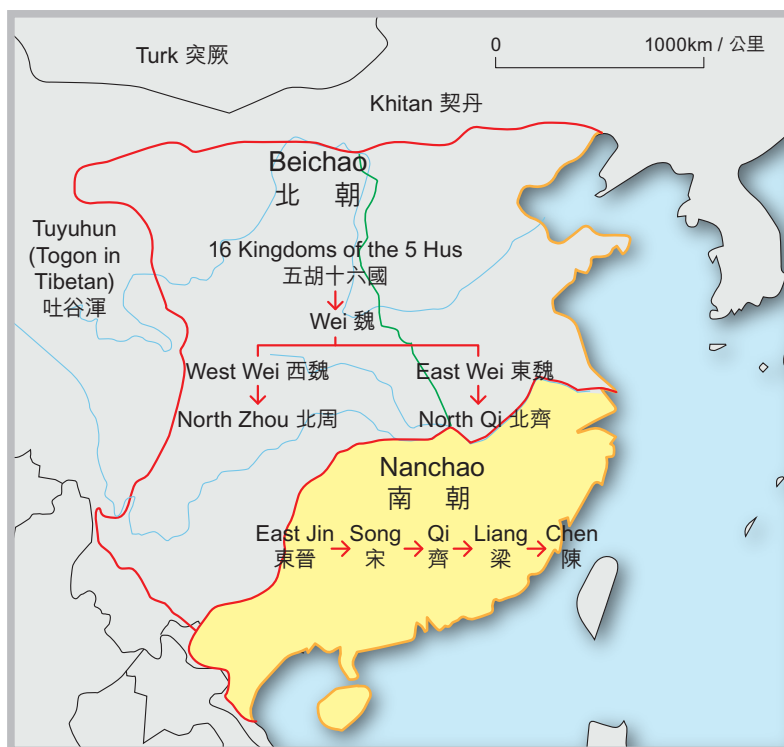 Turk 突厥
0 1000km / 公里
Khitan 契丹
Beichao
北 朝
Tuyuhun
(Togon in
Tibetan)
吐谷渾
16 Kingdoms of the 5 Hus
五胡十六國
Wei 魏
West Wei 西魏
East Wei 東魏
North Zhou 北周
North Qi 北齊
Nanchao
南 朝
East Jin Song Qi Liang Chen
東晉 宋 齊 梁 陳